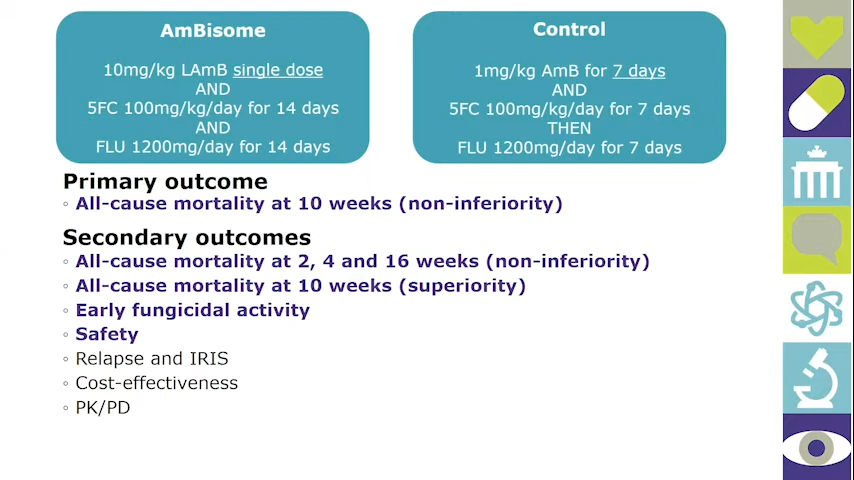 AmBisome
10mg/kg LAmB single dose
AND
5FC 100mg/kg/day for 14 days
AND
FLU 1200mg/day for 14 days
Control
1mg/kg AmB for 7 days
AND
5FC 100mg/kg/day for 7 days
THEN
FLU 1200mg/day for 7 days
Primary outcome
◦ All-cause mortality at 10 weeks (non-inferiority)
Secondary outcomes
◦ All-cause mortality at 2, 4 and 16 weeks (non-inferiority)
◦ All-cause mortality at 10 weeks (superiority)
◦ Early fungicidal activity
◦ Safety
◦ Relapse and IRIS
◦ Cost-effectiveness
◦ PK/PD